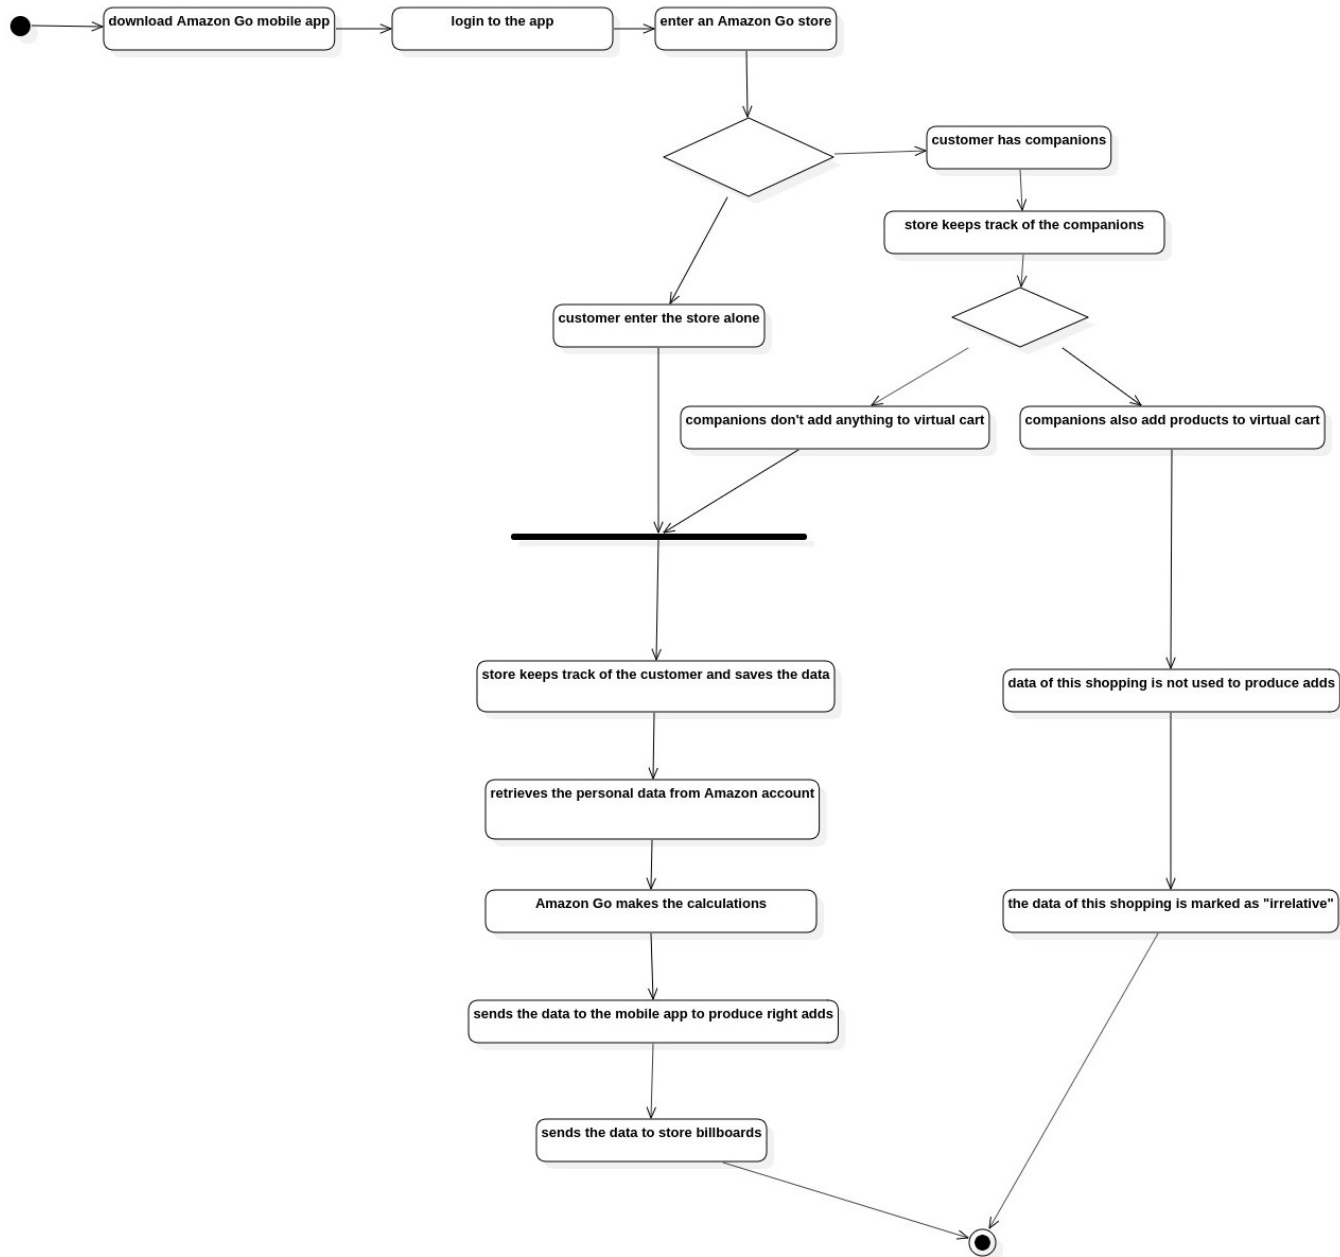 download Amazon Go mobile app
login to the app
enter an Amazon Go store
customer has companions
store keeps track of the companions
customer enter the store alone
companions don't add anything to virtual cart
companions also add products to virtual cart
store keeps track of the customer and saves the data
data of this shopping is not used to produce adds
retrieves the personal data from Amazon account
Amazon Go makes the calculations
the data of this shopping is marked as "irrelative"
sends the data to the mobile app to produce right adds
sends the data to store billboards